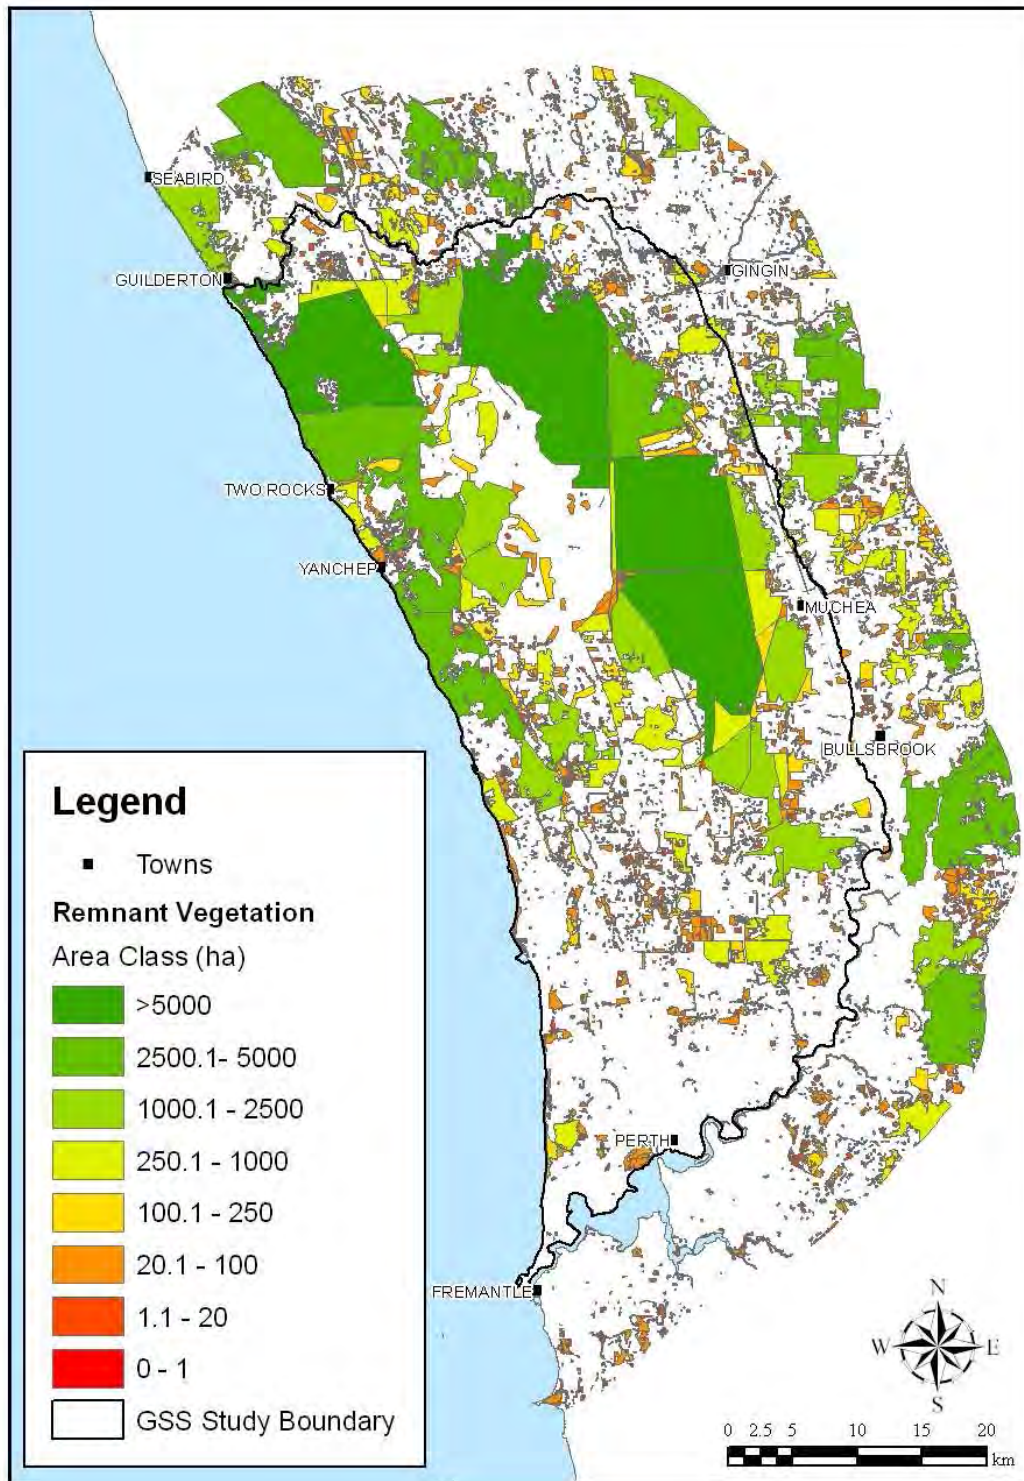 SEABIRD
GUILDERTON
GINGIN
TWO ROCKS
YANCHEP
MUCHEA
BULLSBROOK
PERTH
FREMANTLE
Legend
Towns
Remnant Vegetation
Area Class (ha)
>5000
2500.1- 5000
1000.1 - 2500
250.1 - 1000
100.1 - 250
20.1 - 100
1.1 - 20
0 - 1
GSS Study Boundary
N
W E
S
0 2.5 5 10 15 20
km